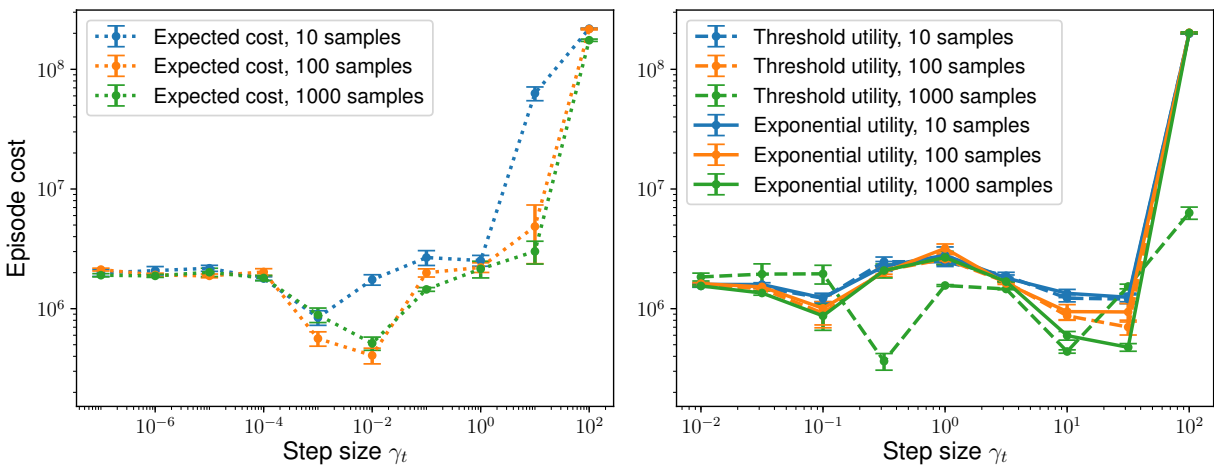 Expected cost, 10 samples
Expected cost, 100 samples
Expected cost, 1000 samples
Episode cost
10^8
10^7
10^6
10^-6
10^-4
10^-2
10^0
10^2
Step size γ_t
Threshold utility, 10 samples
Threshold utility, 100 samples
Threshold utility, 1000 samples
Exponential utility, 10 samples
Exponential utility, 100 samples
Exponential utility, 1000 samples
10^8
10^7
10^6
10^-2
10^-1
10^0
10^1
10^2
Step size γ_t